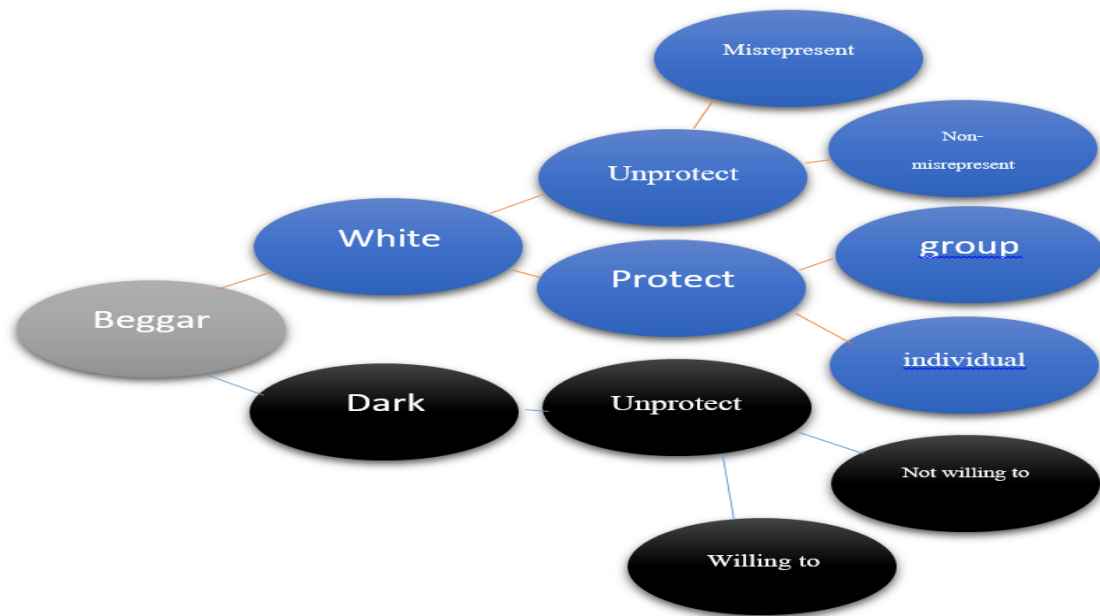 Misrepresent
Non-
misrepresent
Unprotect
White
group
Protect
Beggar
individual
Dark
Unprotect
Not willing to
Willing to